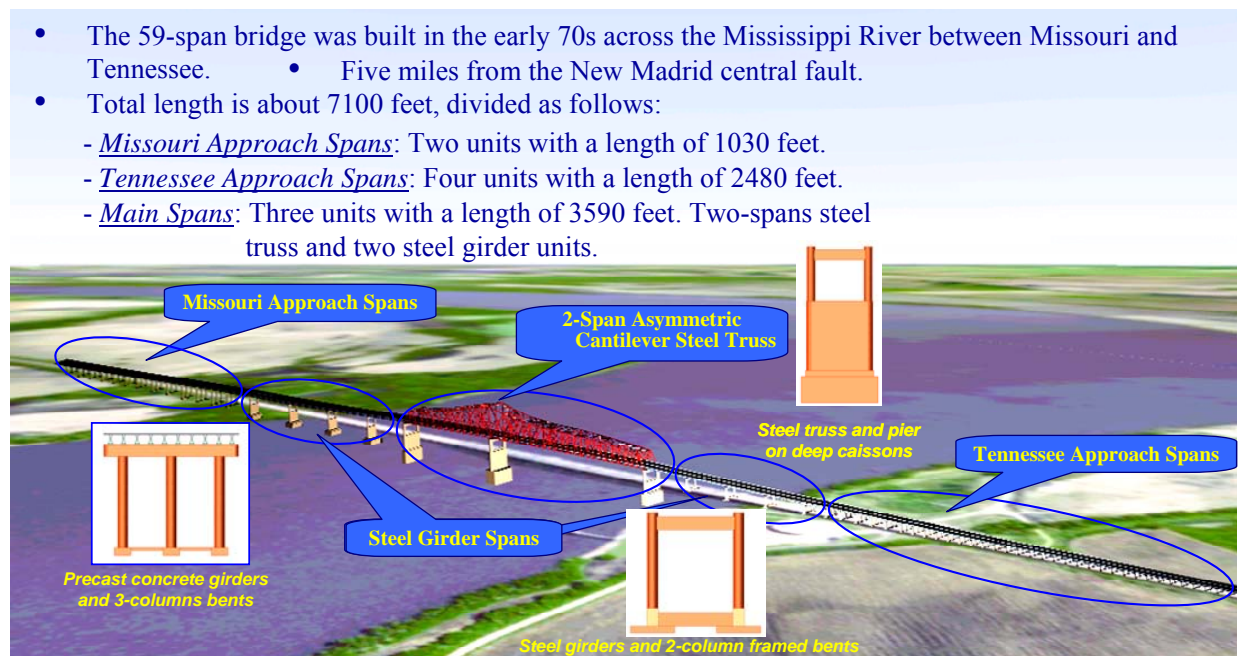 • The 59-span bridge was built in the early 70s across the Mississippi River between Missouri and
Tennessee. • Five miles from the New Madrid central fault.
• Total length is about 7100 feet, divided as follows:
- Missouri Approach Spans: Two units with a length of 1030 feet.
- Tennessee Approach Spans: Four units with a length of 2480 feet.
- Main Spans: Three units with a length of 3590 feet. Two-spans steel
truss and two steel girder units.
Missouri Approach Spans
2-Span Asymmetric
Cantilever Steel Truss
Steel truss and pier
on deep caissons
Tennessee Approach Spans
Steel Girder Spans
Precast concrete girders
and 3-columns bents
Steel girders and 2-column framed bents